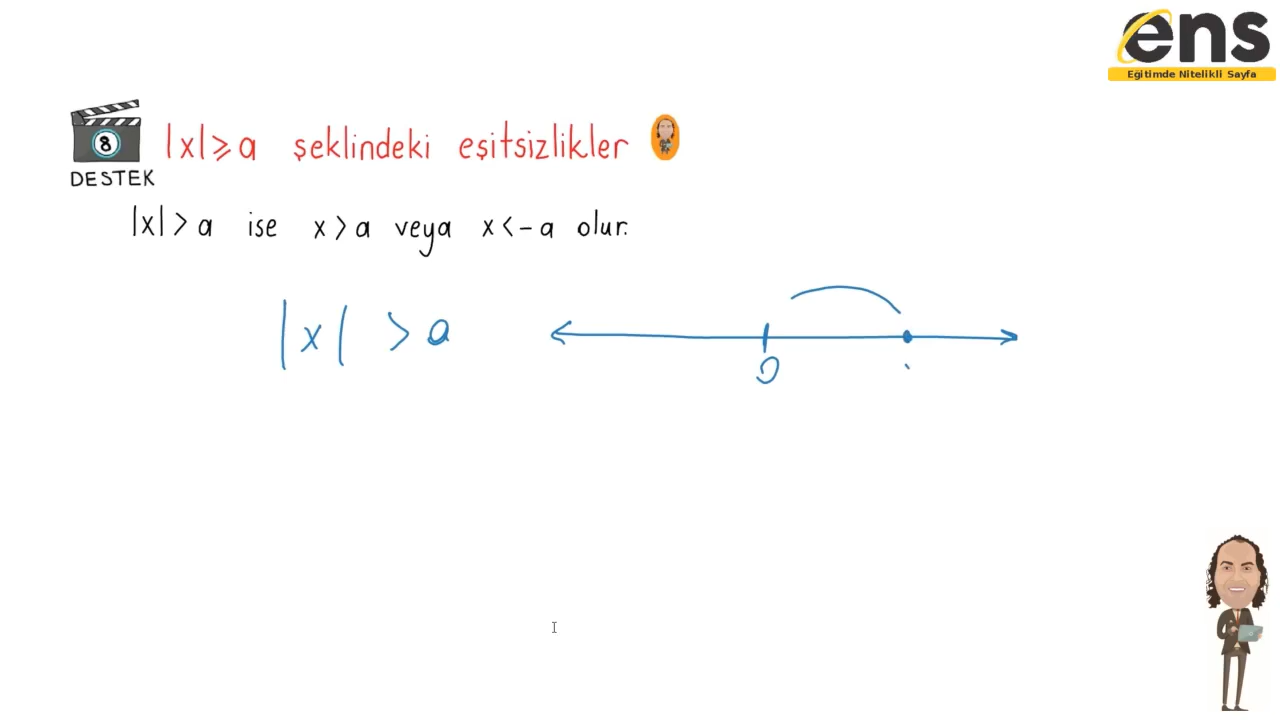 ens
Eğitimde Nitelikli Sayfa
8
|x|⩾a şeklindeki eşitsizlikler
DESTEK
|x|>a ise x>a veya x<-a olur.
|x| >a
0